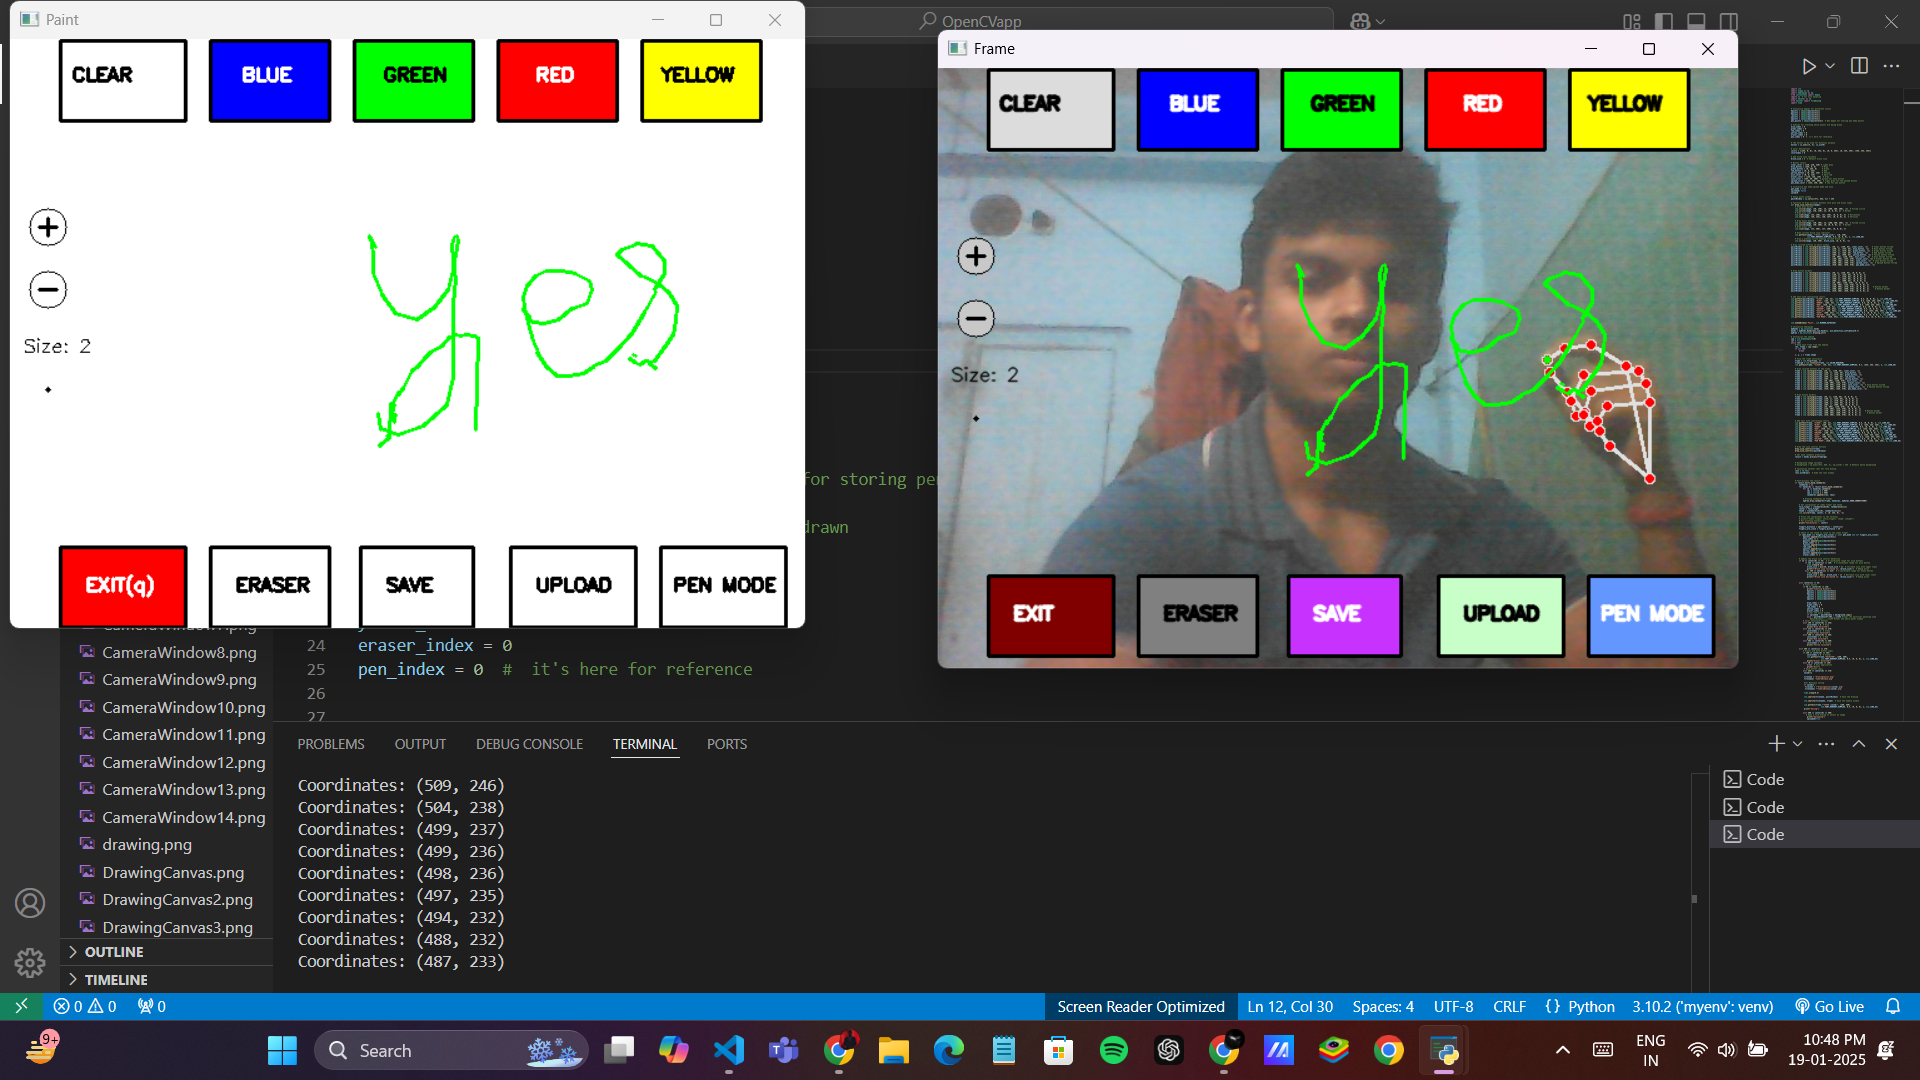 Paint
CLEAR
BLUE
GREEN
RED
YELLOW
Size: 2
yes
EXIT(q)
ERASER
SAVE
UPLOAD
PEN MODE
OpenCVapp
Frame
CLEAR
BLUE
GREEN
RED
YELLOW
Size: 2
yes
EXIT
ERASER
SAVE
UPLOAD
PEN MODE
for storing pe
drawn
24 eraser_index = 0
25 pen_index = 0 # it's here for reference
26
27
CameraWindow8.png
CameraWindow9.png
CameraWindow10.png
CameraWindow11.png
CameraWindow12.png
CameraWindow13.png
CameraWindow14.png
drawing.png
DrawingCanvas.png
DrawingCanvas2.png
DrawingCanvas3.png
OUTLINE
TIMELINE
PROBLEMS OUTPUT DEBUG CONSOLE TERMINAL PORTS
Coordinates: (509, 246)
Coordinates: (504, 238)
Coordinates: (499, 237)
Coordinates: (499, 236)
Coordinates: (498, 236)
Coordinates: (497, 235)
Coordinates: (494, 232)
Coordinates: (488, 232)
Coordinates: (487, 233)
Code
Code
Code
0 0 0
Screen Reader Optimized Ln 12, Col 30 Spaces: 4 UTF-8 CRLF {} Python 3.10.2 ('myenv': venv) Go Live
9+
Search
ENG
IN
10:48 PM
19-01-2025